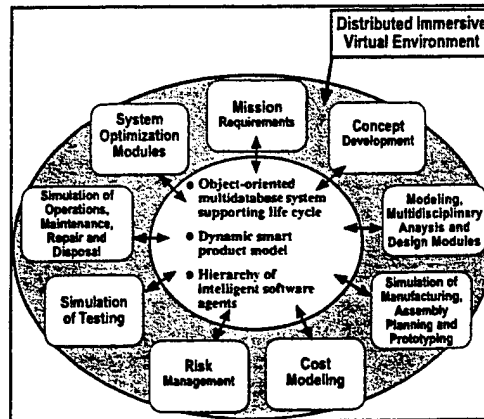 Distributed Immersive
Virtual Environment
Mission
Requirements
System
Optimization
Modules
Concept
Development
Simulation of
Operations,
Maintenance,
Repair and
Disposal
Modeling,
Multidisciplinary
Anaysis and
Design Modules
• Object-oriented
multidatabase system
supporting life cycle
• Dynamic smart
product model
• Hierarchy of
intelligent software
agents
Simulation
of Testing
Simulation of
Manufacturing,
Assembly
Planning and
Prototyping
Risk
Management
Cost
Modeling